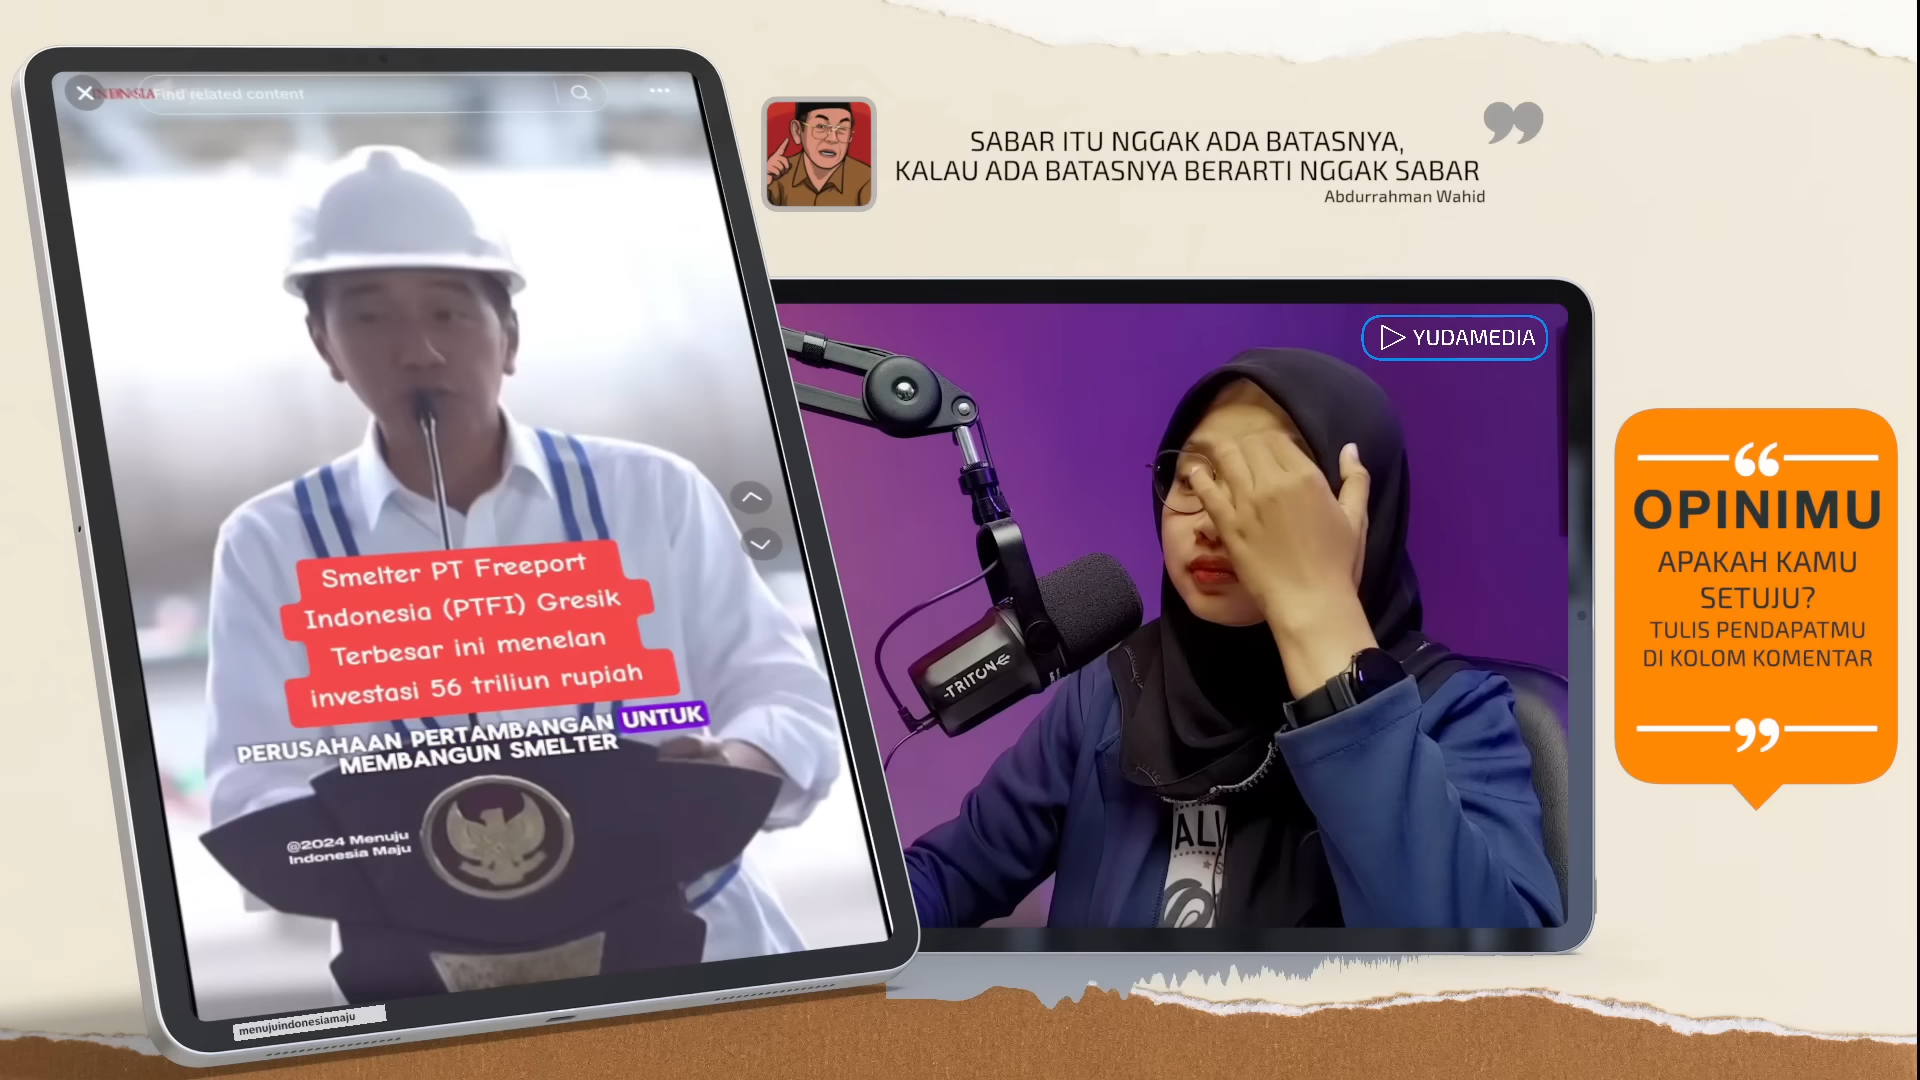 Find related content
SABAR ITU NGGAK ADA BATASNYA,
KALAU ADA BATASNYA BERARTI NGGAK SABAR
Abdurrahman Wahid
YUDAMEDIA
Smelter PT Freeport
Indonesia (PTFI) Gresik
Terbesar ini menelan
investasi 56 triliun rupiah
PERUSAHAAN PERTAMBANGAN UNTUK
MEMBANGUN SMELTER
@2024 Menuju
Indonesia Maju
menujuindonesiamaju
TRITON
OPINIMU
APAKAH KAMU
SETUJU?
TULIS PENDAPATMU
DI KOLOM KOMENTAR